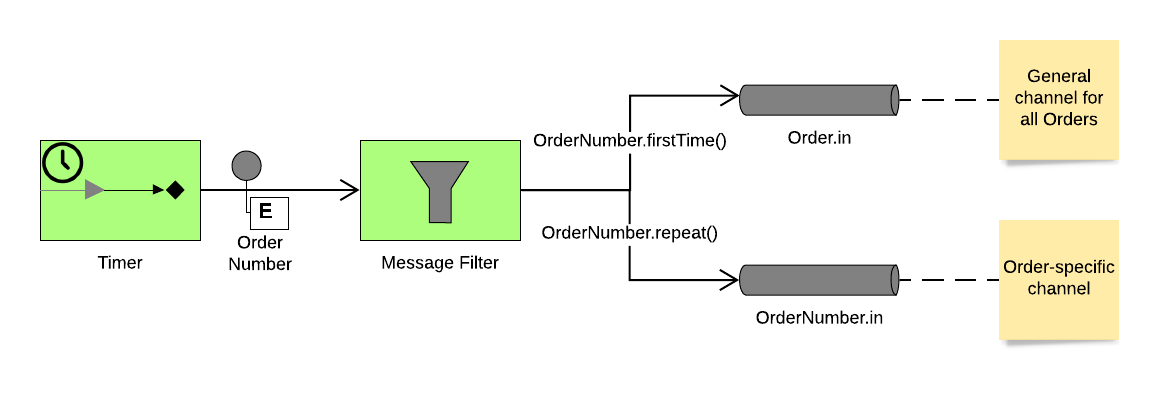 Timer
E
Order
Number
Message Filter
OrderNumber.firstTime()
OrderNumber.repeat()
Order.in
OrderNumber.in
General
channel for
all Orders
Order-specific
channel